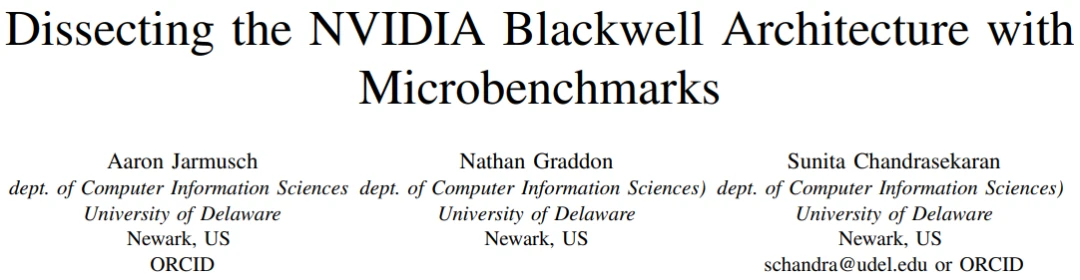 Dissecting the NVIDIA Blackwell Architecture with
Microbenchmarks
Aaron Jarmusch
dept. of Computer Information Sciences
University of Delaware
Newark, US
ORCID
Nathan Graddon
dept. of Computer Information Sciences)
University of Delaware
Newark, US
Sunita Chandrasekaran
dept. of Computer Information Sciences)
University of Delaware
Newark, US
schandra@udel.edu or ORCID